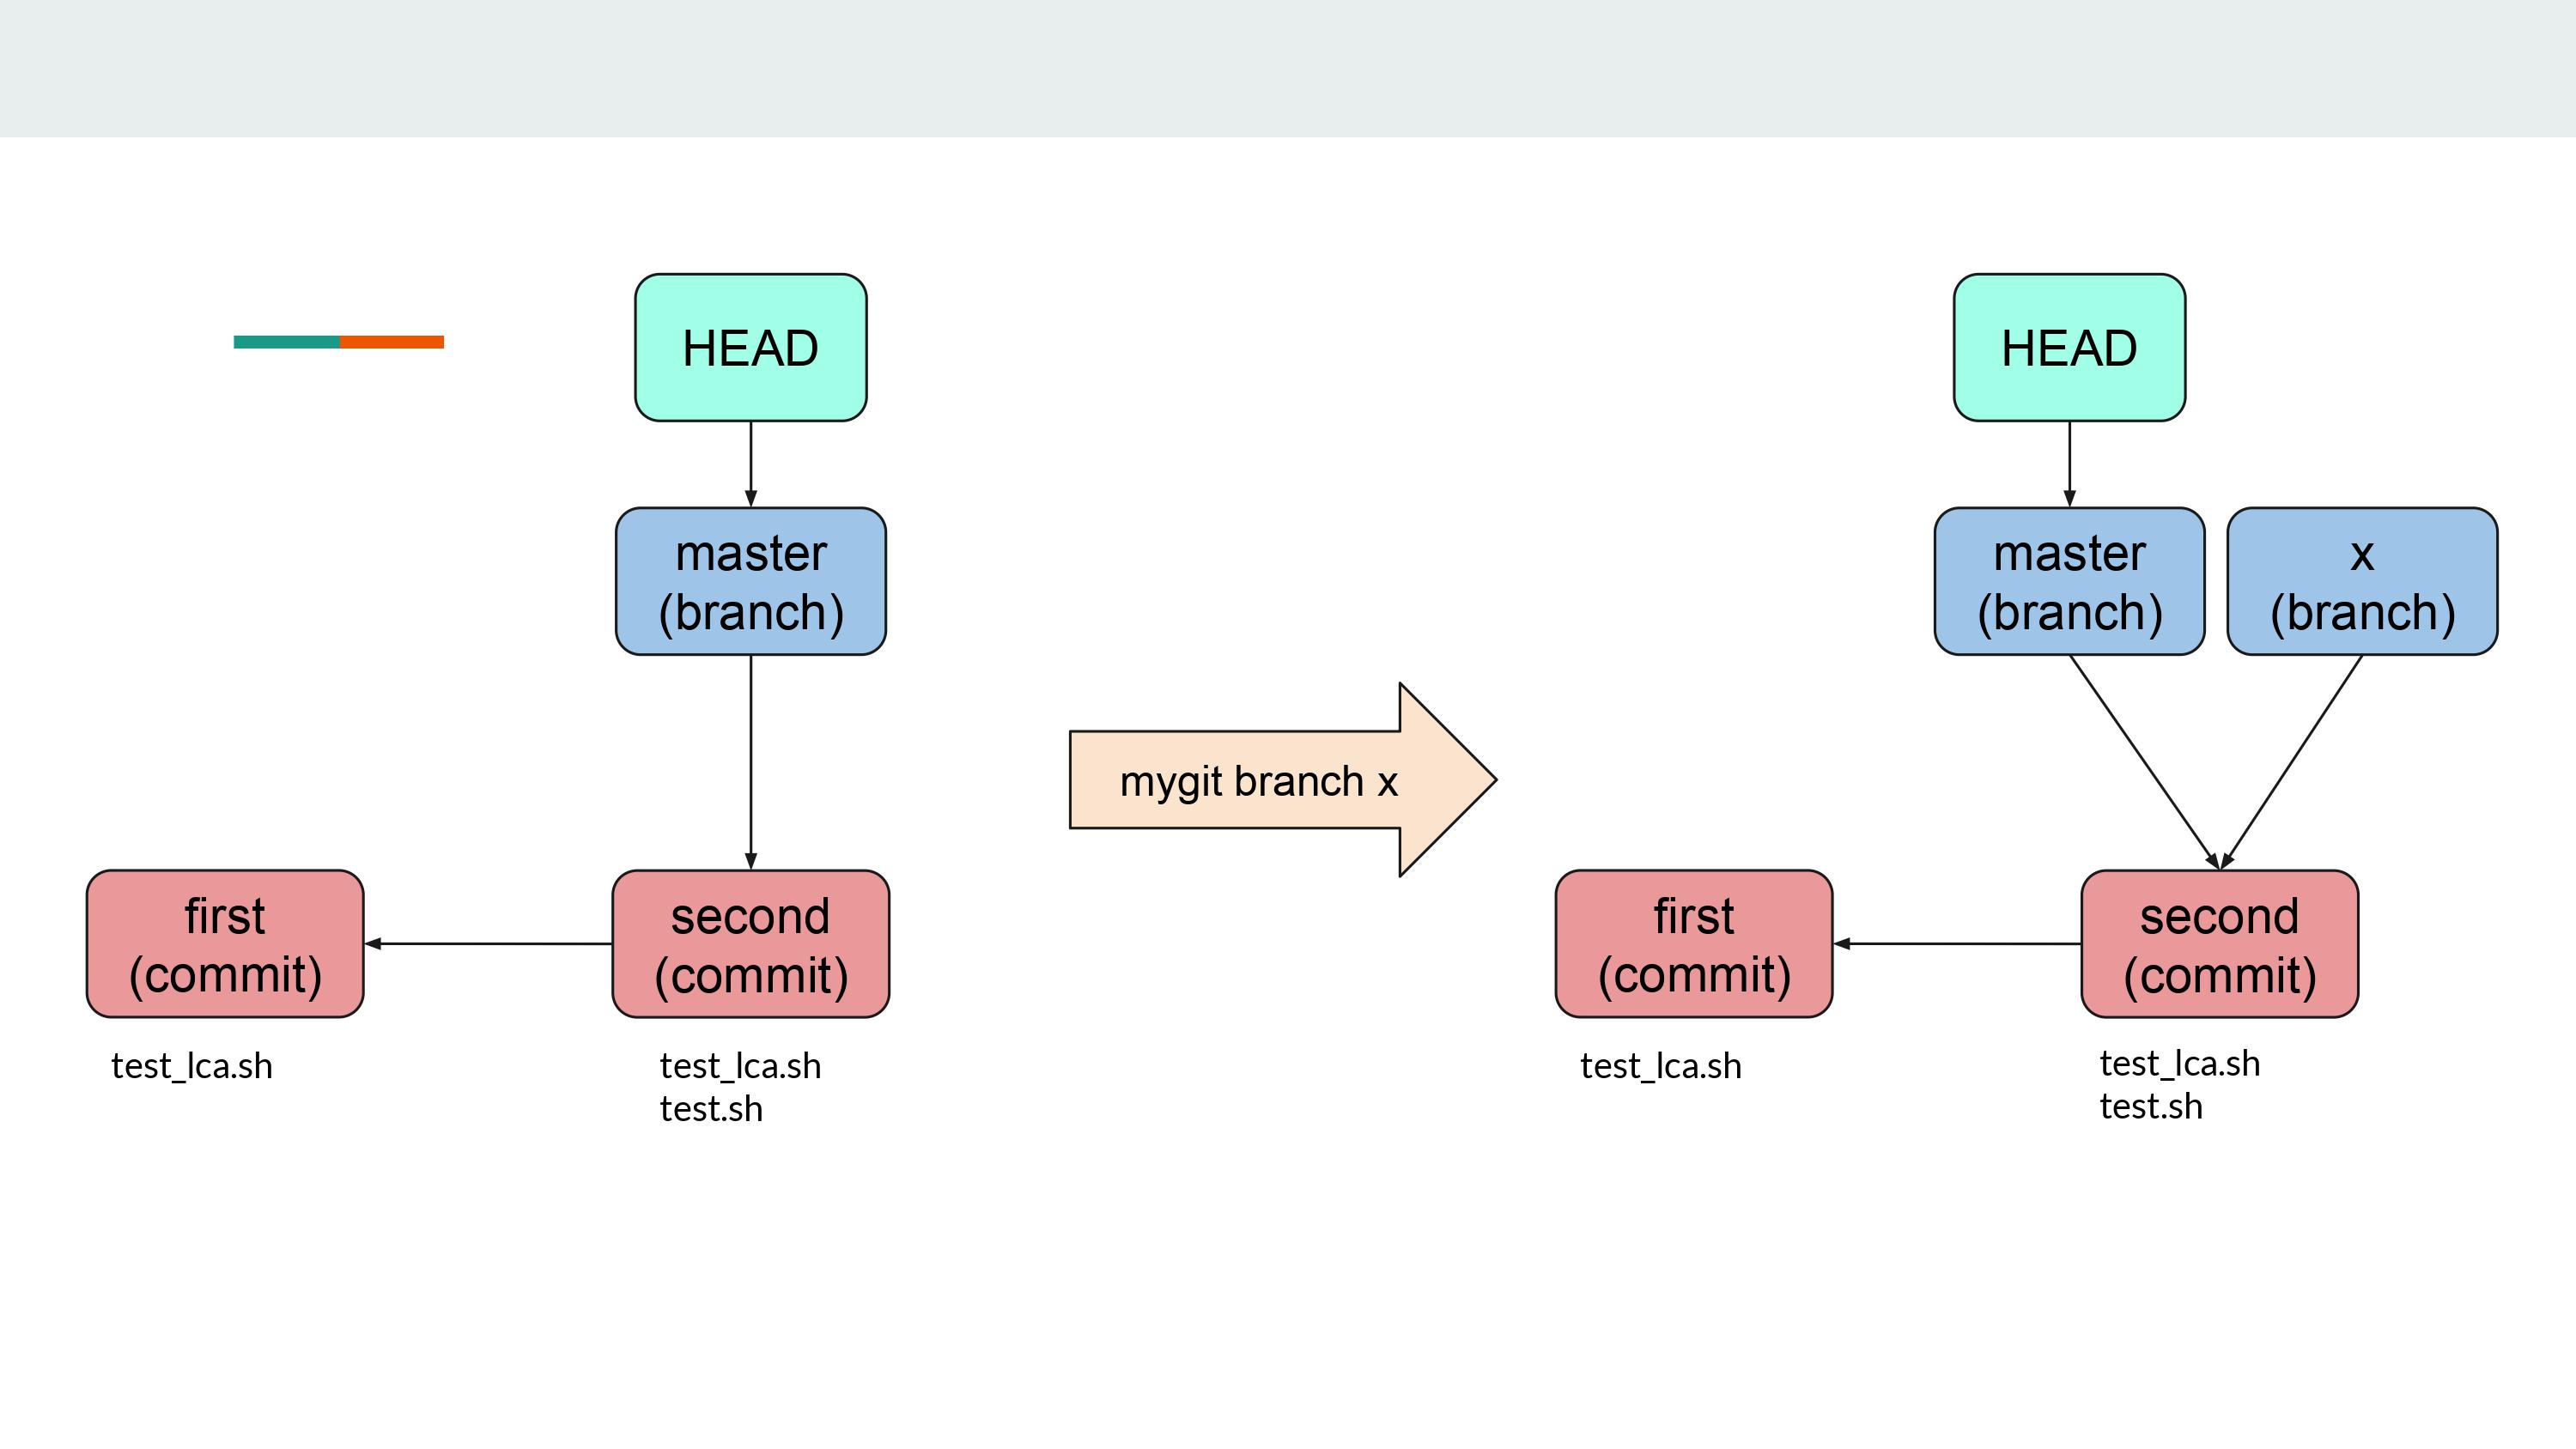 HEAD
master
(branch)
first
(commit)
second
(commit)
test_lca.sh
test_lca.sh
test.sh
mygit branch x
HEAD
master
(branch)
x
(branch)
first
(commit)
second
(commit)
test_lca.sh
test_lca.sh
test.sh